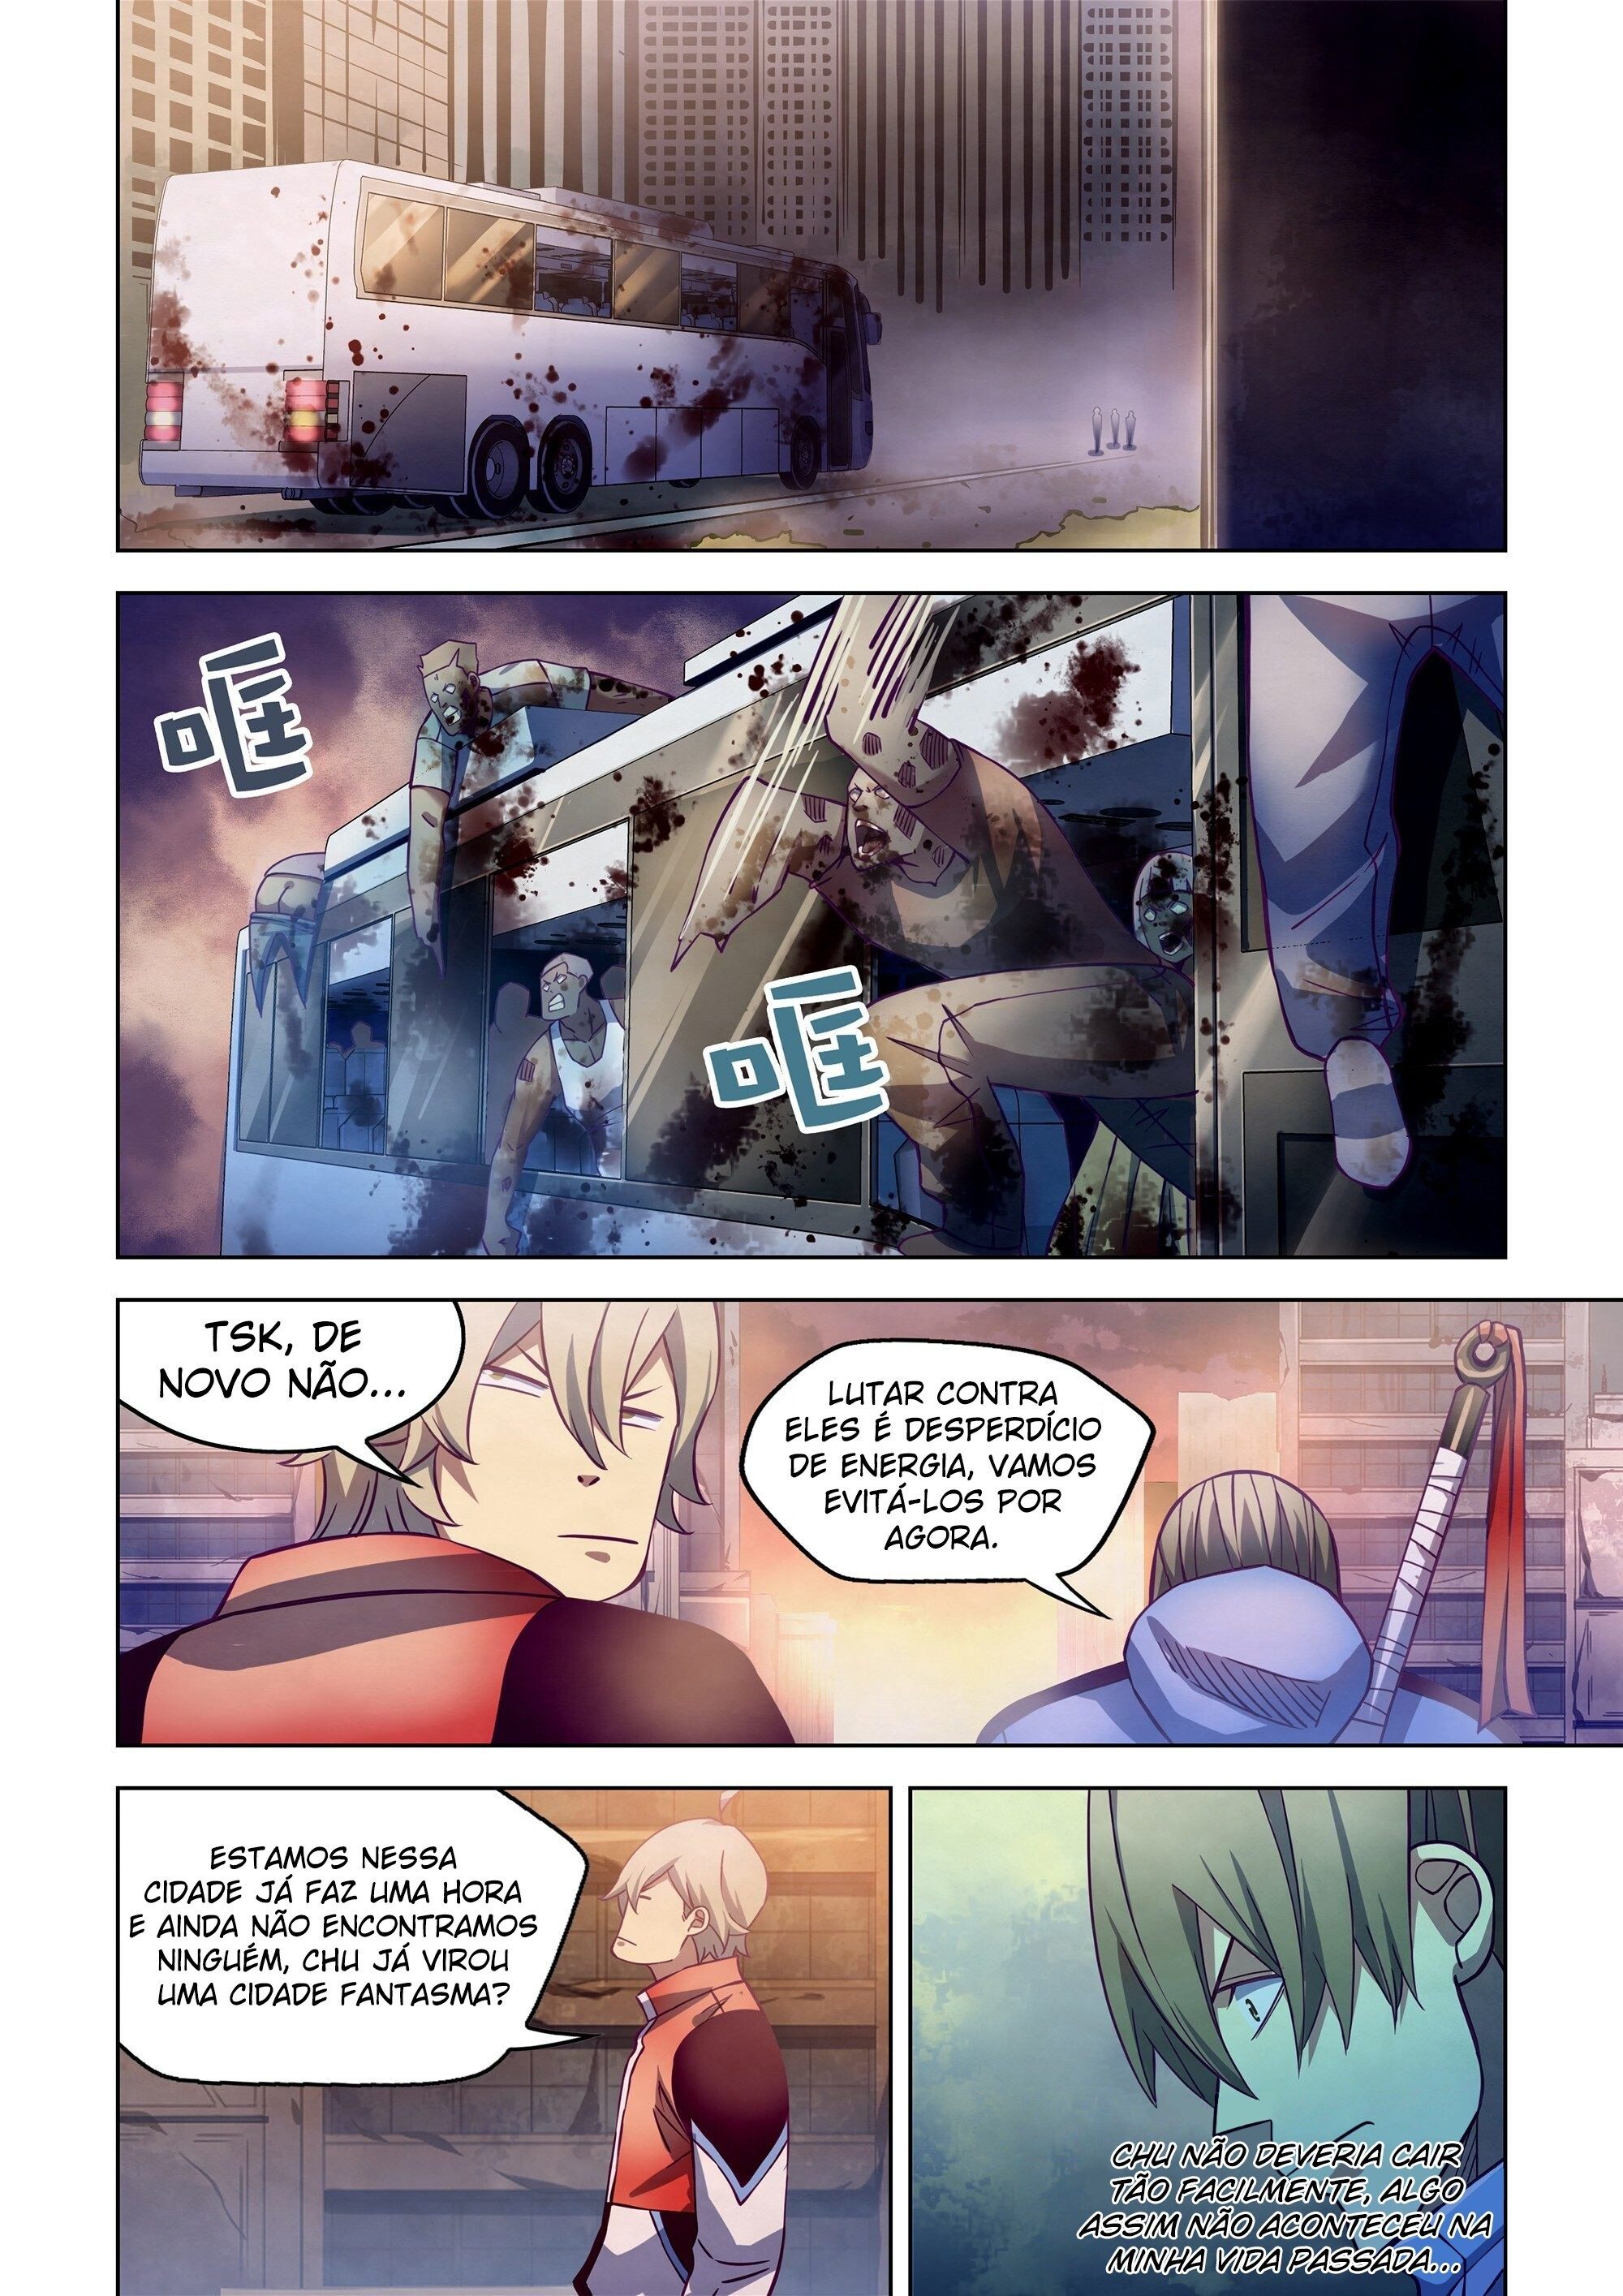 哐
哐
TSK, DE
NOVO NÃO...
LUTAR CONTRA
ELES É DESPERDÍCIO
DE ENERGIA, VAMOS
EVITÁ-LOS POR
AGORA.
ESTAMOS NESSA
CIDADE JÁ FAZ UMA HORA
E AINDA NÃO ENCONTRAMOS
NINGUÉM, CHU JÁ VIROU
UMA CIDADE FANTASMA?
CHU NÃO DEVERIA CAIR
TÃO FACILMENTE, ALGO
ASSIM NÃO ACONTECEU NA
MINHA VIDA PASSADA...